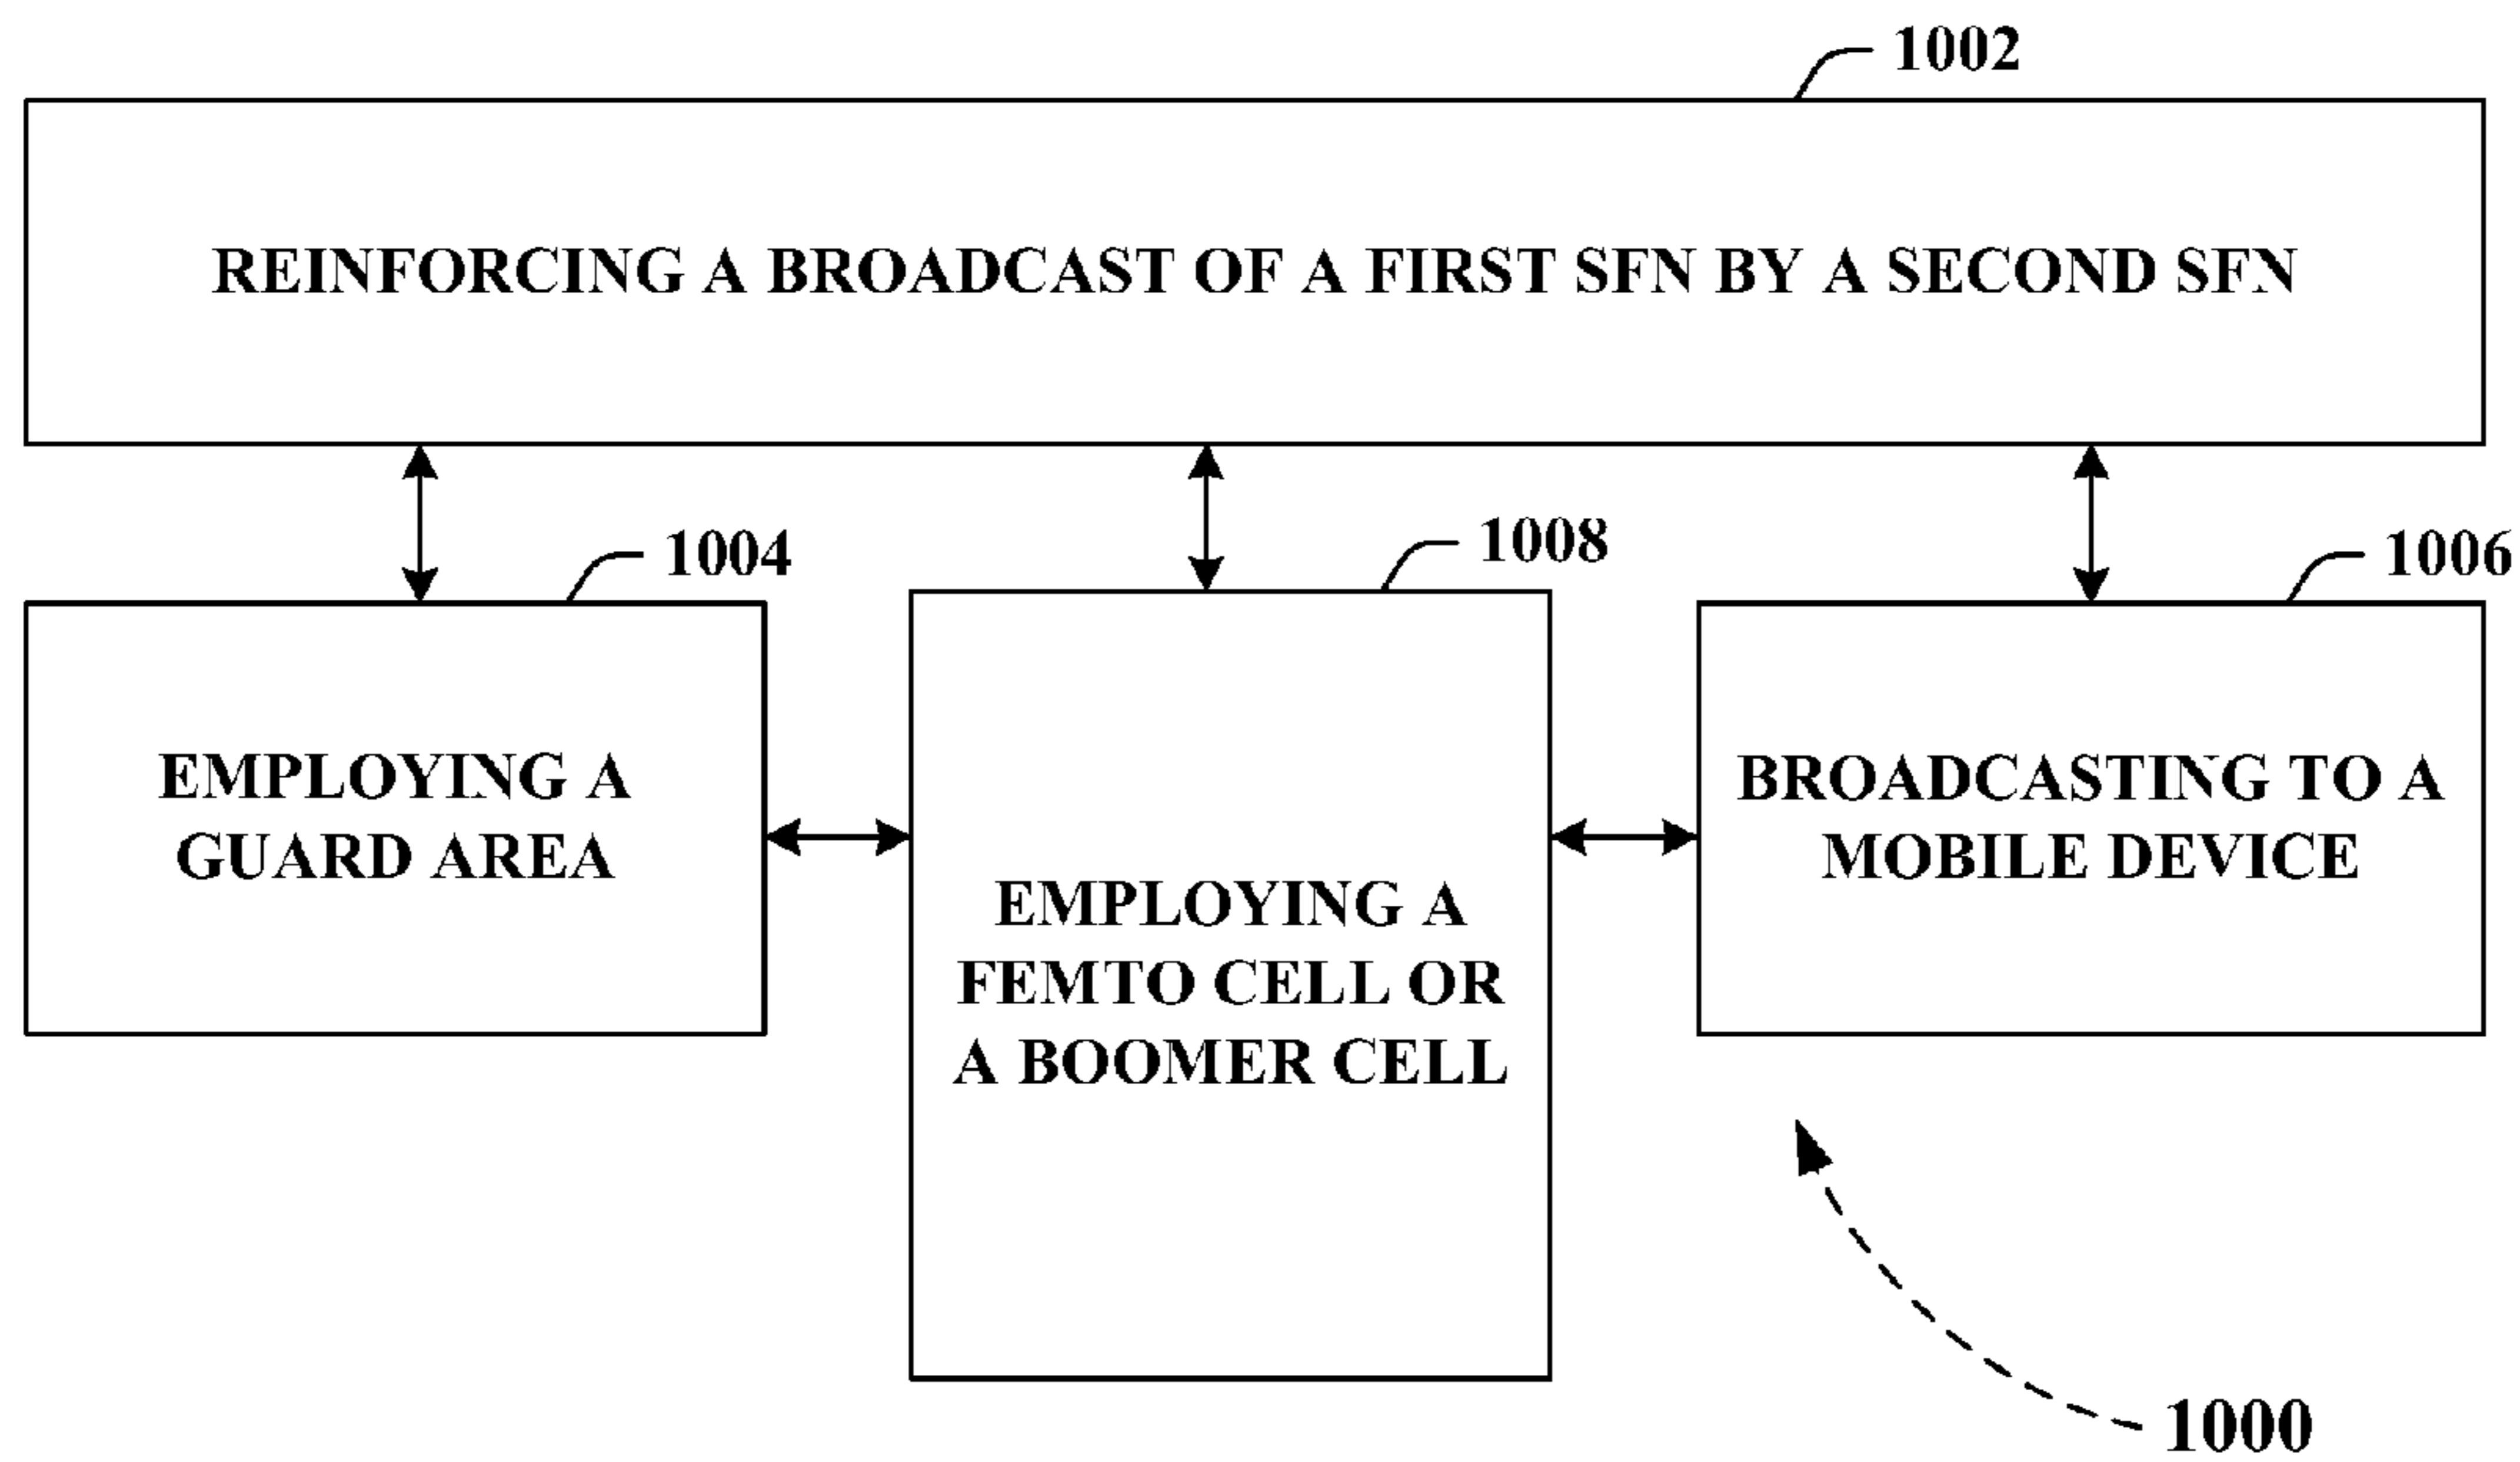 1002
REINFORCING A BROADCAST OF A FIRST SFN BY A SECOND SFN
1004
1008
1006
EMPLOYING A
GUARD AREA
EMPLOYING A
FEMTO CELL OR
A BOOMER CELL
BROADCASTING TO A
MOBILE DEVICE
1000